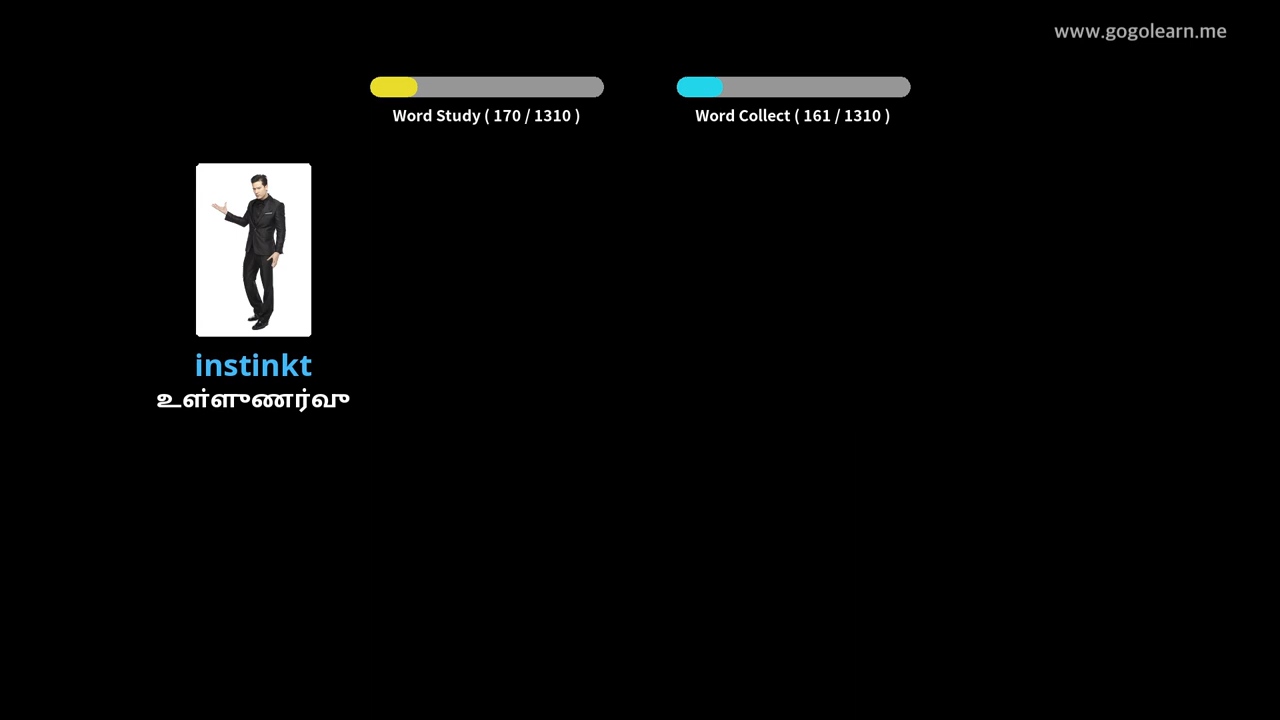 www.gogolearn.me
Word Study ( 170 / 1310 )
Word Collect ( 161 / 1310 )
instinkt
உள்ளுணர்வு